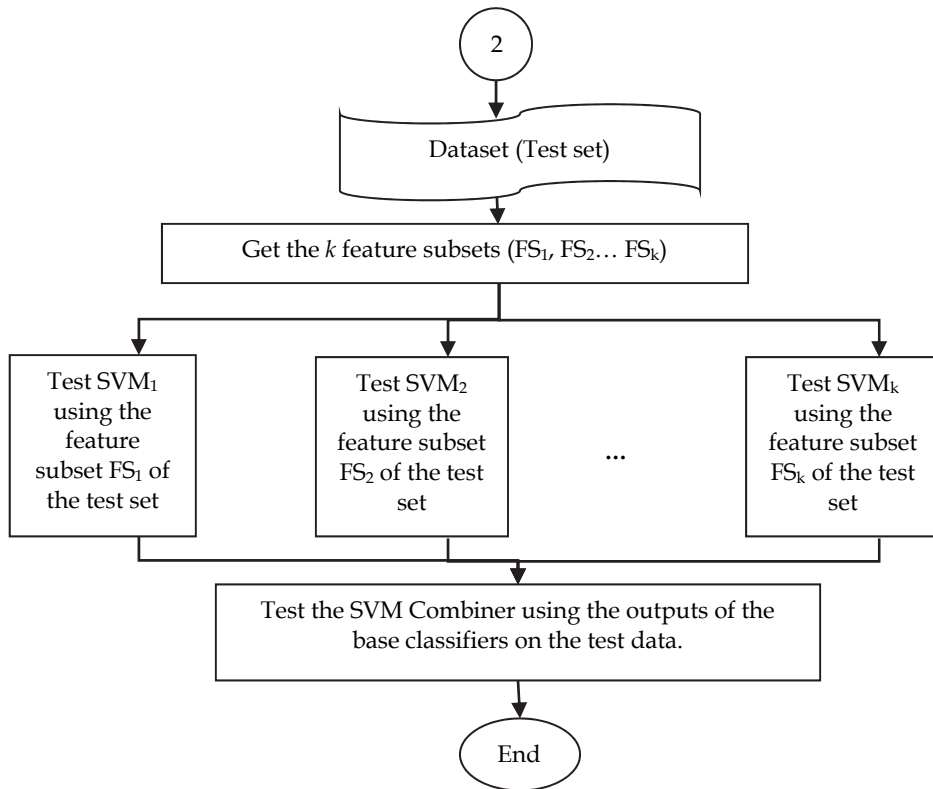 2
Dataset (Test set)
Get the k feature subsets (FS₁, FS₂… FSₖ)
Test SVM₁
using the
feature
subset FS₁ of
the test set
Test SVM₂
using the
feature subset
FS₂ of the test
set
...
Test SVMₖ
using the
feature subset
FSₖ of the test
set
Test the SVM Combiner using the outputs of the
base classifiers on the test data.
End